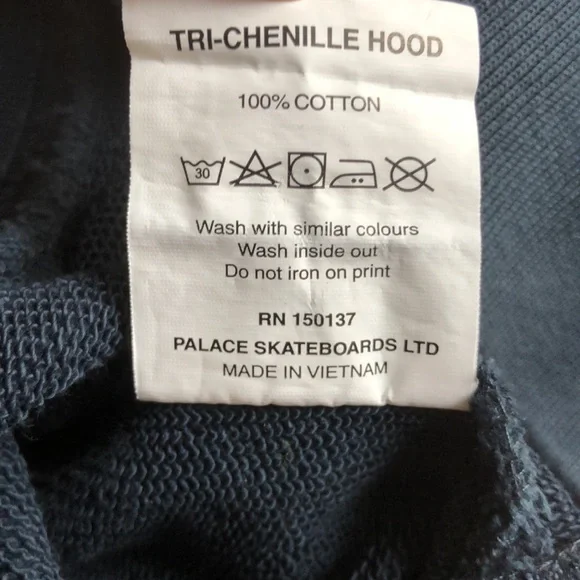 TRI-CHENILLE HOOD
100% COTTON
30
Wash with similar colours
Wash inside out
Do not iron on print
RN 150137
PALACE SKATEBOARDS LTD
MADE IN VIETNAM